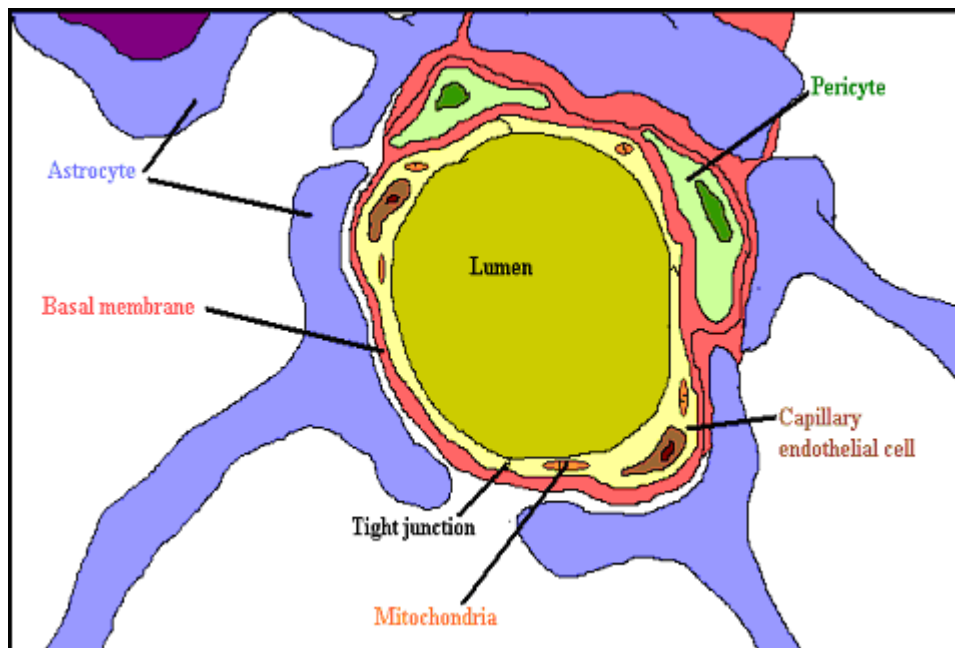 Pericyte
Astrocyte
Lumen
Basal membrane
Capillary
endothelial cell
Tight junction
Mitochondria